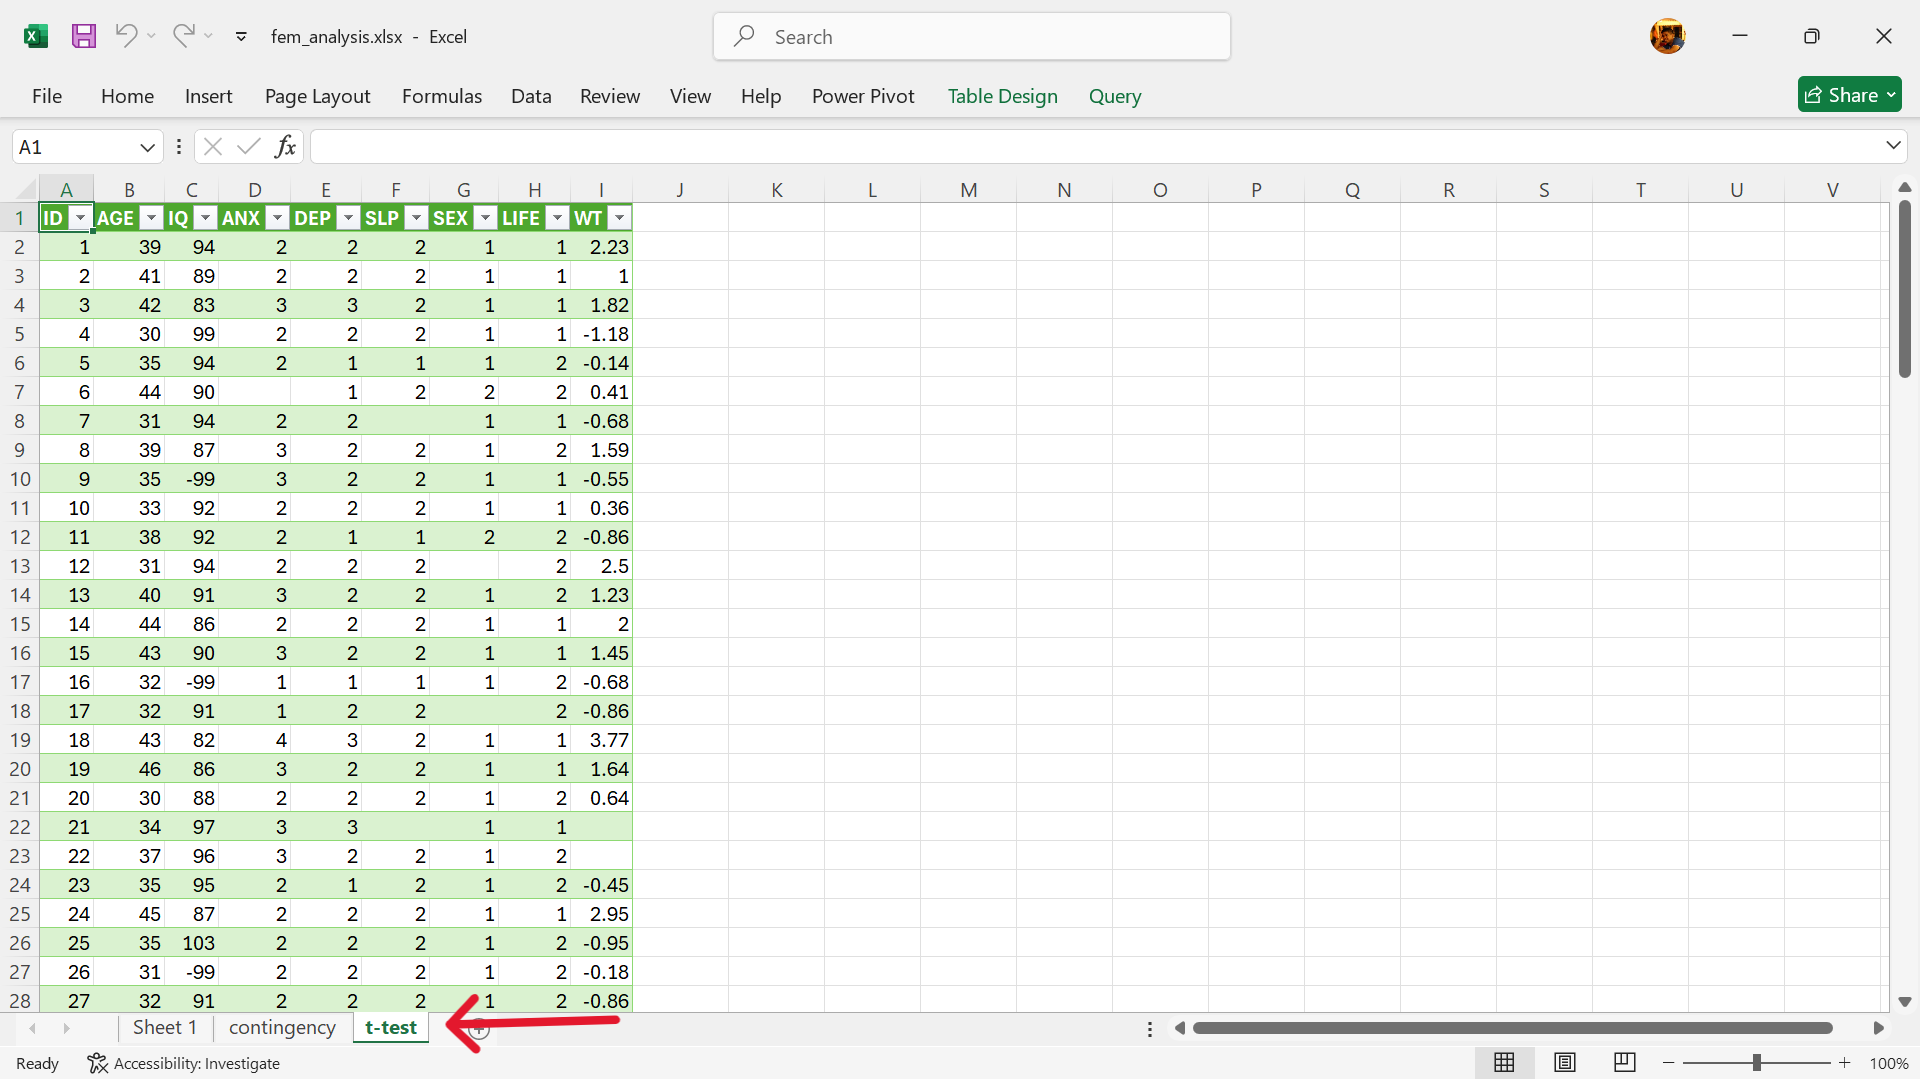 fem_analysis.xlsx - Excel
Search
File Home Insert Page Layout Formulas Data Review View Help Power Pivot Table Design Query Share
A1 fx
A B C D E F G H I J K L M N O P Q R S T U V
1 ID AGE IQ ANX DEP SLP SEX LIFE WT
2 1 39 94 2 2 2 1 1 2.23
3 2 41 89 2 2 2 1 1 1
4 3 42 83 3 3 2 1 1 1.82
5 4 30 99 2 2 2 1 1 -1.18
6 5 35 94 2 1 1 1 2 -0.14
7 6 44 90 1 2 2 2 0.41
8 7 31 94 2 2 1 1 -0.68
9 8 39 87 3 2 2 1 2 1.59
10 9 35 -99 3 2 2 1 1 -0.55
11 10 33 92 2 2 2 1 1 0.36
12 11 38 92 2 1 1 2 2 -0.86
13 12 31 94 2 2 2 2 2.5
14 13 40 91 3 2 2 1 2 1.23
15 14 44 86 2 2 2 1 1 2
16 15 43 90 3 2 2 1 1 1.45
17 16 32 -99 1 1 1 1 2 -0.68
18 17 32 91 1 2 2 2 -0.86
19 18 43 82 4 3 2 1 1 3.77
20 19 46 86 3 2 2 1 1 1.64
21 20 30 88 2 2 2 1 2 0.64
22 21 34 97 3 3 1 1
23 22 37 96 3 2 2 1 2
24 23 35 95 2 1 2 1 2 -0.45
25 24 45 87 2 2 2 1 1 2.95
26 25 35 103 2 2 2 1 2 -0.95
27 26 31 -99 2 2 2 1 2 -0.18
28 27 32 91 2 2 2 1 2 -0.86
Sheet 1 contingency t-test
Ready Accessibility: Investigate 100%